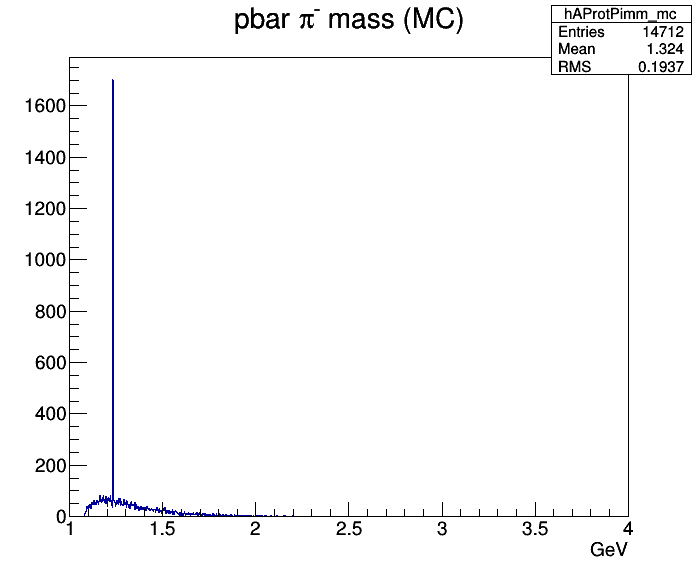 pbar π⁻ mass (MC)
hAProtPimm_mc
Entries 14712
Mean 1.324
RMS 0.1937
1600
1400
1200
1000
800
600
400
200
0
1 1.5 2 2.5 3 3.5 4
GeV